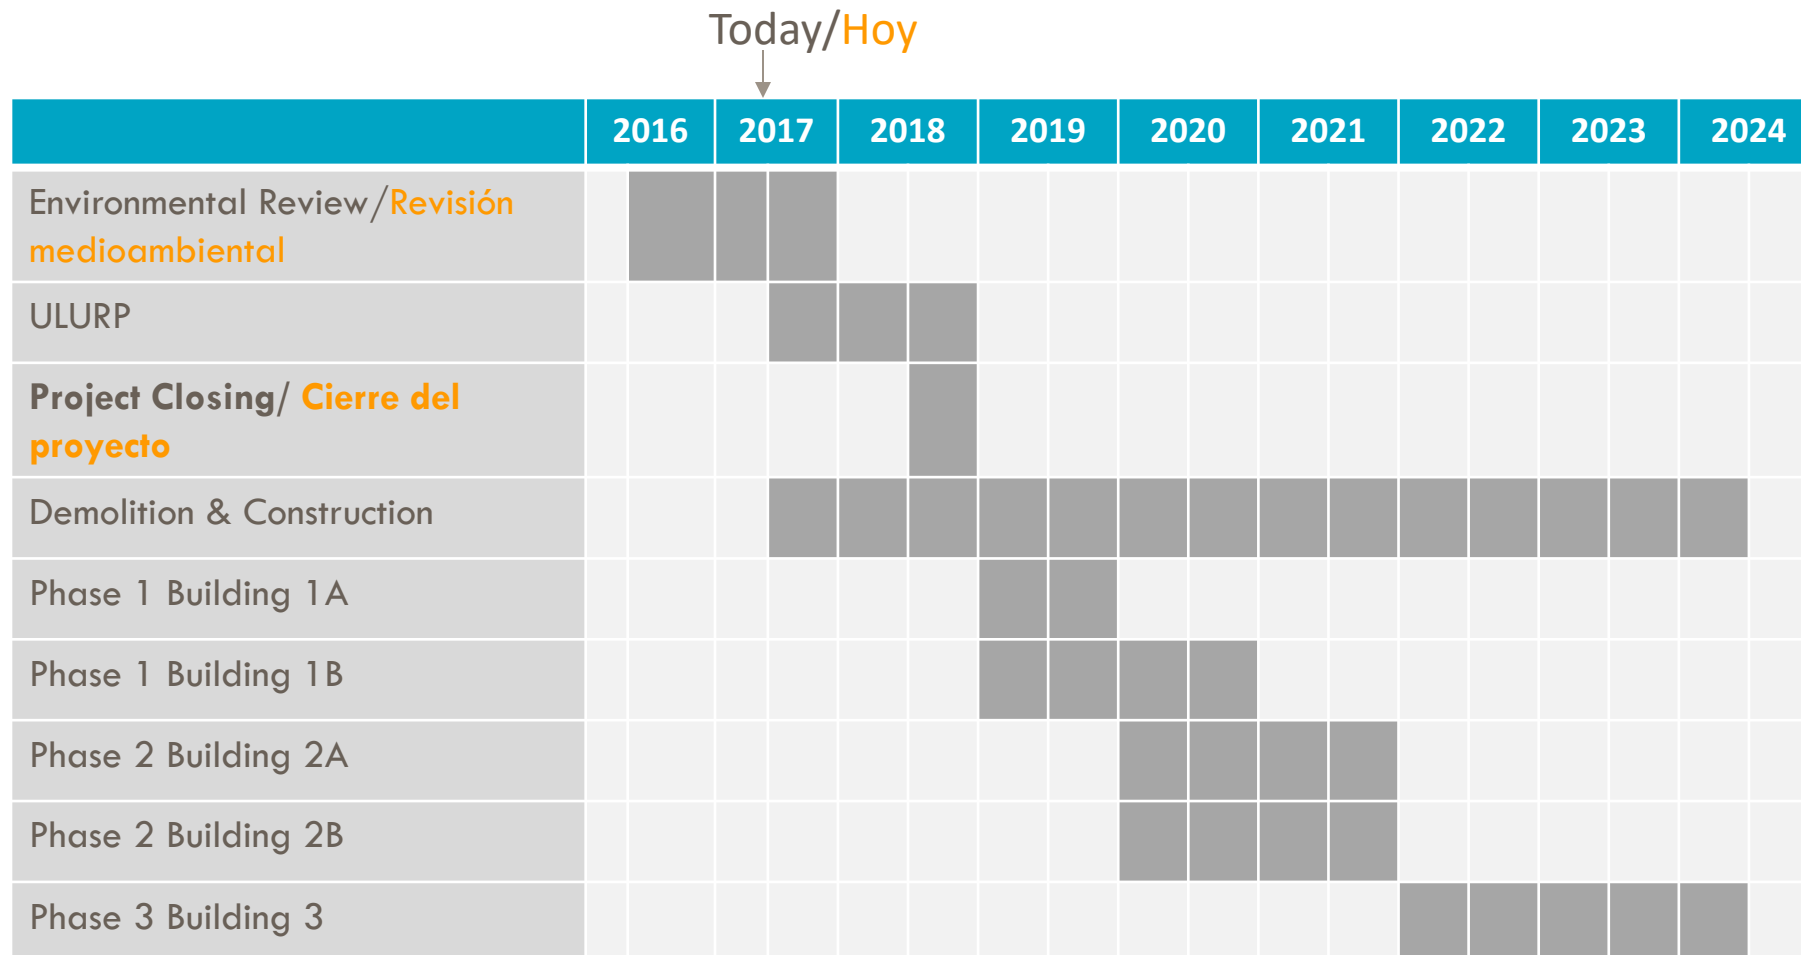 Today/Hoy
2016 2017 2018 2019 2020 2021 2022 2023 2024
Environmental Review/Revisión
medioambiental
ULURP
Project Closing/ Cierre del
proyecto
Demolition & Construction
Phase 1 Building 1A
Phase 1 Building 1B
Phase 2 Building 2A
Phase 2 Building 2B
Phase 3 Building 3